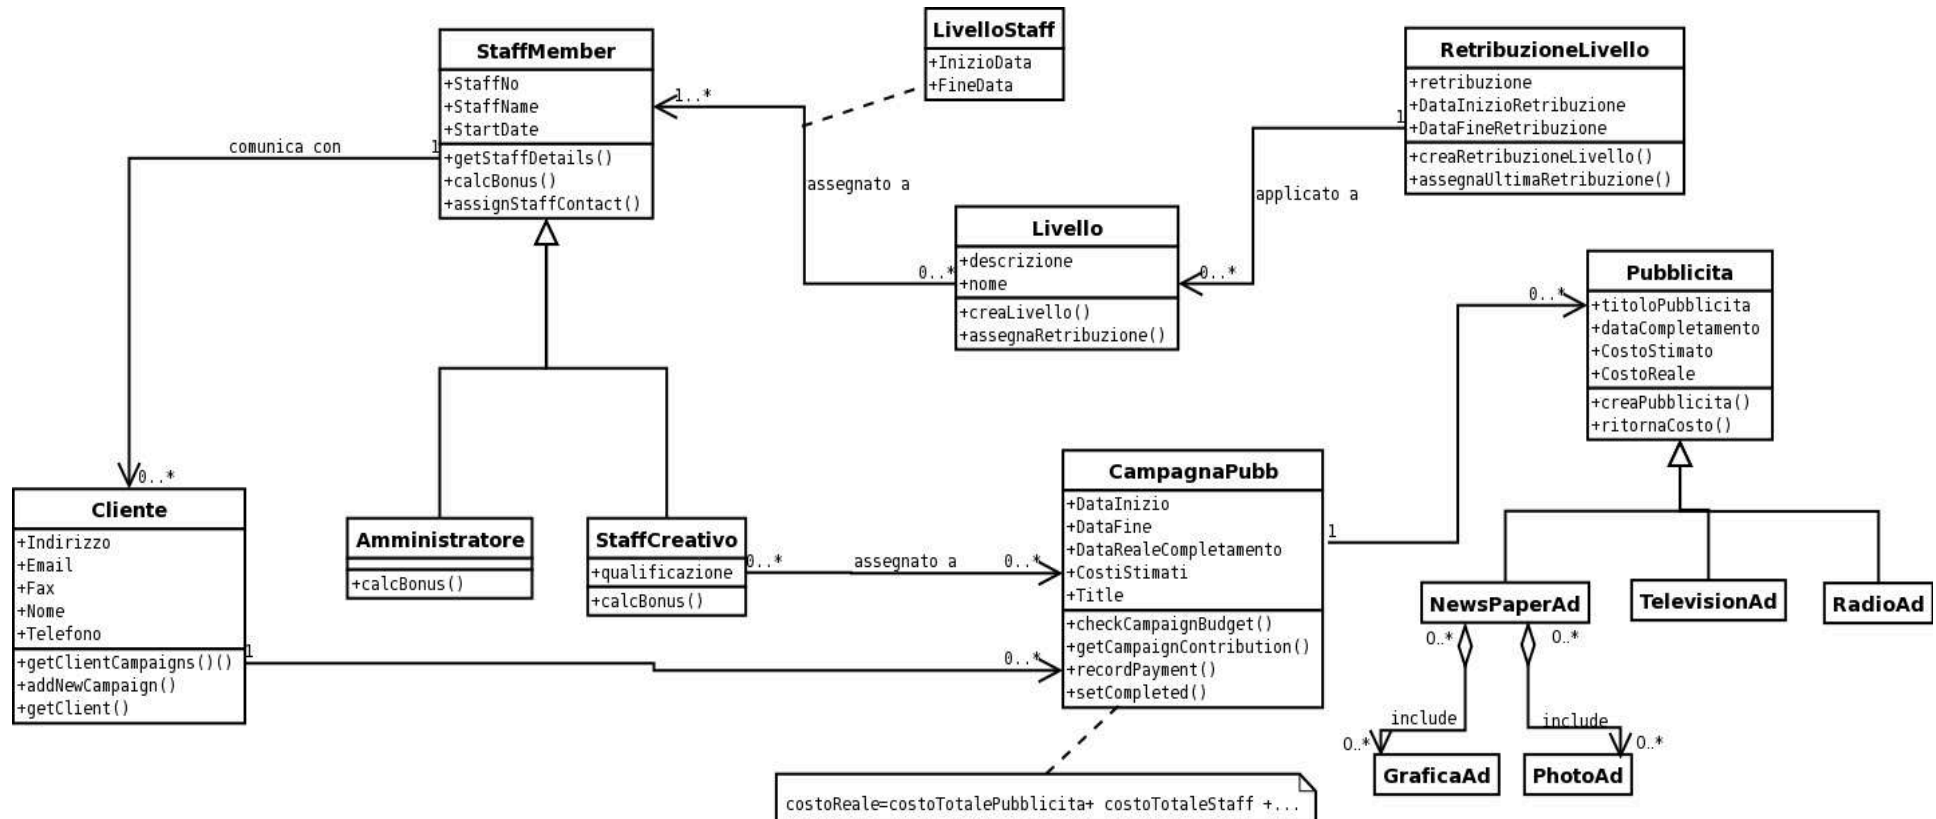 StaffMember
+StaffNo
+StaffName
+StartDate
+getStaffDetails()
+calcBonus()
+assignStaffContact()
LivelloStaff
+InizioData
+FineData
RetribuzioneLivello
+retribuzione
+DataInizioRetribuzione
+DataFineRetribuzione
+creaRetribuzioneLivello()
+assegnaUltimaRetribuzione()
1..*
1
comunica con
1
assegnato a
applicato a
Livello
+descrizione
+nome
+creaLivello()
+assegnaRetribuzione()
0..*
0..*
Pubblicita
+titoloPubblicita
+dataCompletamento
+CostoStimato
+CostoReale
+creaPubblicita()
+ritornaCosto()
0..*
0..*
Cliente
+Indirizzo
+Email
+Fax
+Nome
+Telefono
+getClientCampaigns()()
+addNewCampaign()
+getClient()
Amministratore
+calcBonus()
StaffCreativo
+qualificazione
+calcBonus()
0..*
assegnato a
0..*
CampagnaPubb
+DataInizio
+DataFine
+DataRealeCompletamento
+CostiStimati
+Title
+checkCampaignBudget()
+getCampaignContribution()
+recordPayment()
+setCompleted()
1
1
0..*
NewsPaperAd
TelevisionAd
RadioAd
0..*
0..*
include
include
0..*
0..*
GraficaAd
PhotoAd
costoReale=costoTotalePubblicita+ costoTotaleStaff +...